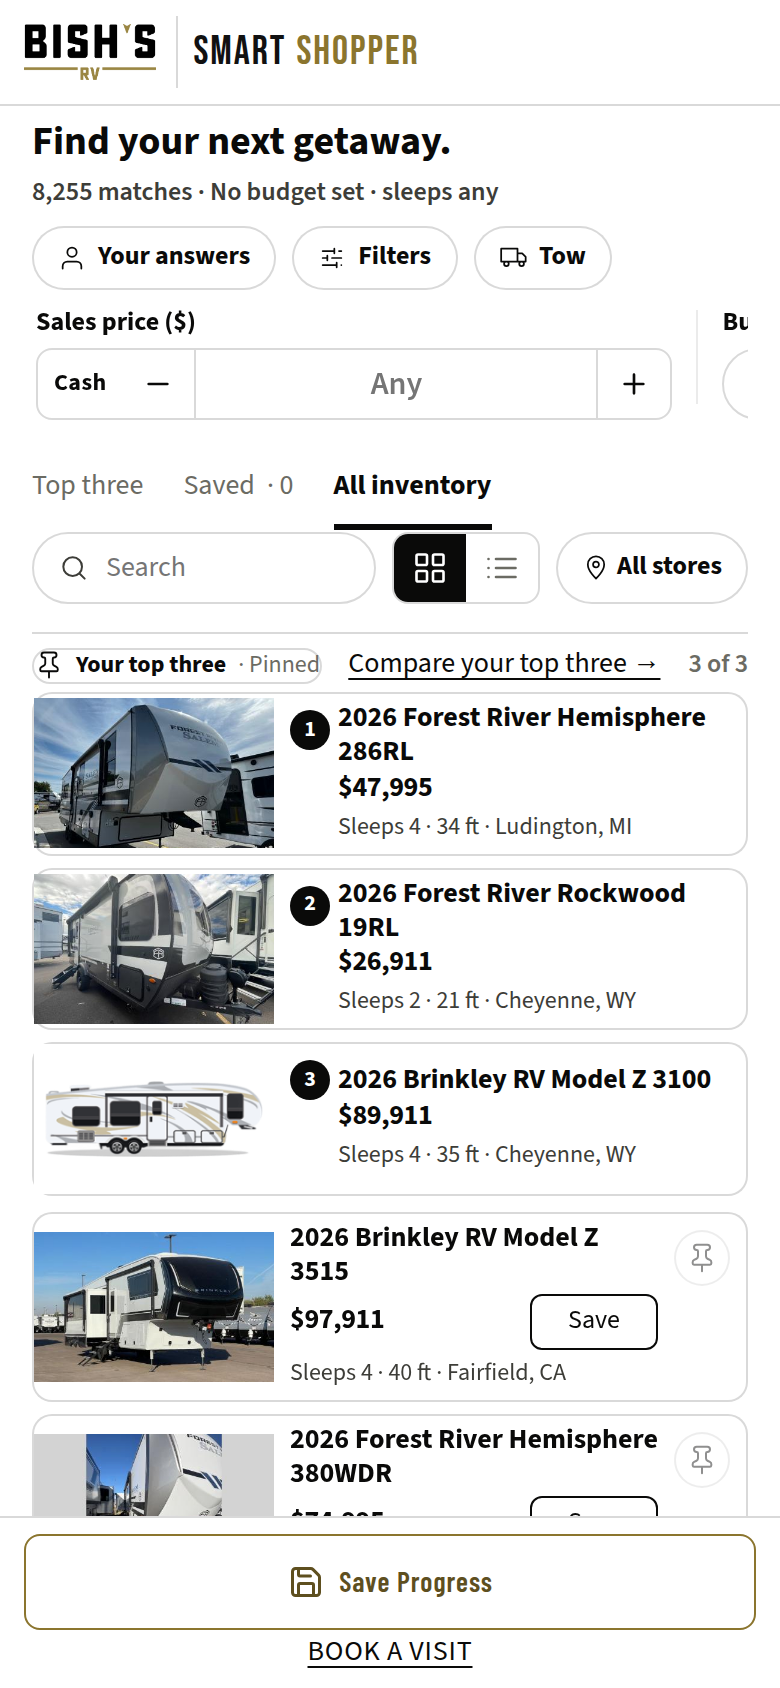 BISH'S
RV
SMART SHOPPER
Find your next getaway.
8,255 matches · No budget set · sleeps any
Your answers
Filters
Tow
Sales price ($)
Bu
Cash
Any
Top three
Saved · 0
All inventory
Search
All stores
Your top three · Pinned
Compare your top three →
3 of 3
1
2026 Forest River Hemisphere
286RL
$47,995
Sleeps 4 · 34 ft · Ludington, MI
2
2026 Forest River Rockwood
19RL
$26,911
Sleeps 2 · 21 ft · Cheyenne, WY
3
2026 Brinkley RV Model Z 3100
$89,911
Sleeps 4 · 35 ft · Cheyenne, WY
2026 Brinkley RV Model Z
3515
$97,911
Save
Sleeps 4 · 40 ft · Fairfield, CA
2026 Forest River Hemisphere
380WDR
Save Progress
BOOK A VISIT